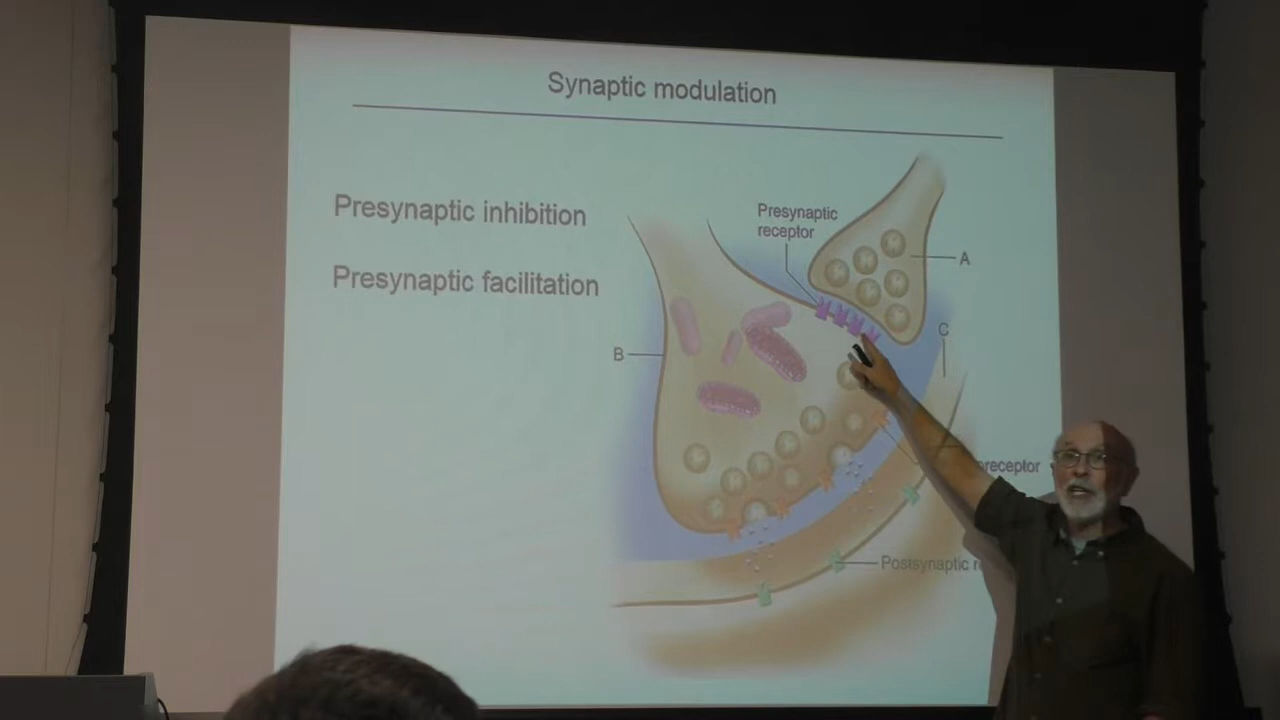 Synaptic modulation
Presynaptic inhibition
Presynaptic facilitation
Presynaptic
receptor
A
C
B
receptor
Postsynaptic